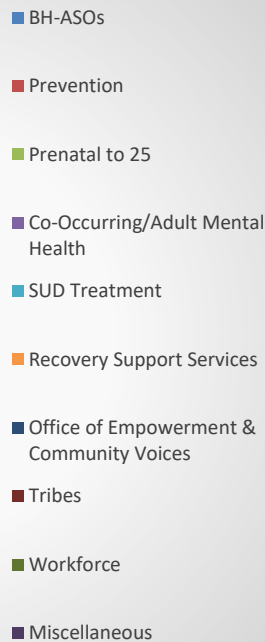 BH-ASOs
Prevention
Prenatal to 25
Co-Occurring/Adult Mental
Health
SUD Treatment
Recovery Support Services
Office of Empowerment &
Community Voices
Tribes
Workforce
Miscellaneous